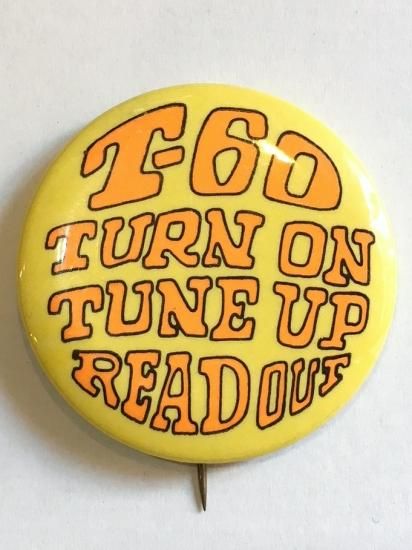 T-60
TURN ON
TUNE UP
READ OUT